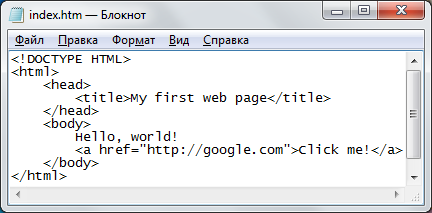 index.htm — Блокнот
Файл Правка Формат Вид Справка
<!DOCTYPE HTML>
<html>
    <head>
        <title>My first web page</title>
    </head>
    <body>
        Hello, world!
        <a href="http://google.com">Click me!</a>
    </body>
</html>